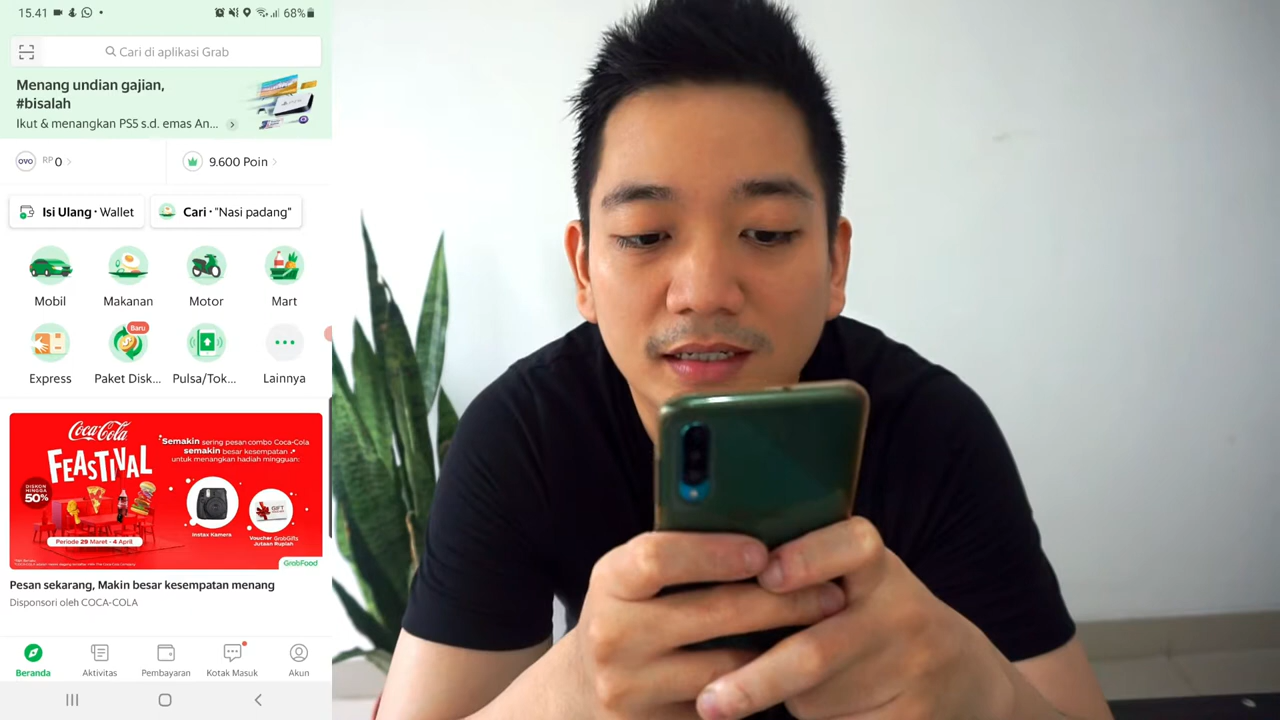 15.41
68%
Cari di aplikasi Grab
Menang undian gajian,
#bisalah
Ikut & menangkan PS5 s.d. emas An...
OVO RP 0
9.600 Poin
Isi Ulang · Wallet
Cari · "Nasi padang"
Mobil
Makanan
Motor
Mart
Baru
Express
Paket Disk...
Pulsa/Tok...
Lainnya
Coca-Cola
FEASTIVAL
DISKON
HINGGA
50%
Semakin sering pesan combo Coca-Cola
semakin besar kesempatan
untuk menangkan hadiah mingguan:
GIFT
Instax Kamera
Voucher GrabGifts
Jutaan Rupiah
Periode 29 Maret - 4 April
GrabFood
Pesan sekarang, Makin besar kesempatan menang
Disponsori oleh COCA-COLA
Beranda
Aktivitas
Pembayaran
Kotak Masuk
Akun